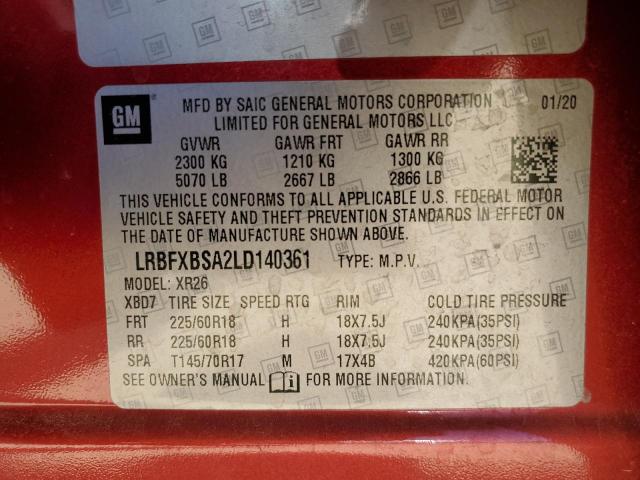 GM
MFD BY SAIC GENERAL MOTORS CORPORATION 01/20
LIMITED FOR GENERAL MOTORS LLC
GVWR GAWR FRT GAWR RR
2300 KG 1210 KG 1300 KG
5070 LB 2667 LB 2866 LB
THIS VEHICLE CONFORMS TO ALL APPLICABLE U.S. FEDERAL MOTOR
VEHICLE SAFETY AND THEFT PREVENTION STANDARDS IN EFFECT ON
THE DATE OF MANUFACTURE SHOWN ABOVE.
LRBFXBSA2LD140361 TYPE: M.P.V.
MODEL: XR26
XBD7 TIRE SIZE SPEED RTG RIM COLD TIRE PRESSURE
FRT 225/60R18 H 18X7.5J 240KPA(35PSI)
RR 225/60R18 H 18X7.5J 240KPA(35PSI)
SPA T145/70R17 M 17X4B 420KPA(60PSI)
SEE OWNER'S MANUAL FOR MORE INFORMATION.